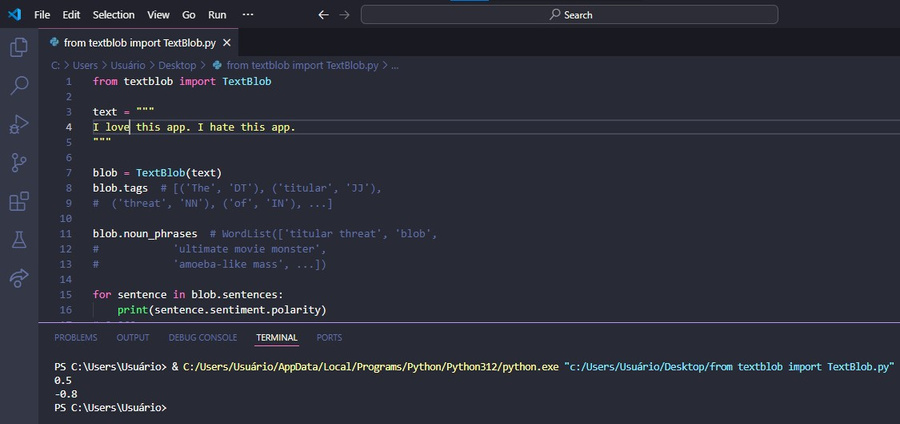 File Edit Selection View Go Run ··· Search
from textblob import TextBlob.py
C: > Users > Usuário > Desktop > from textblob import TextBlob.py > ...
1 from textblob import TextBlob
2
3 text = """
4 I love this app. I hate this app.
5 """
6
7 blob = TextBlob(text)
8 blob.tags # [('The', 'DT'), ('titular', 'JJ'),
9 # ('threat', 'NN'), ('of', 'IN'), ...]
10
11 blob.noun_phrases # WordList(['titular threat', 'blob',
12 # 'ultimate movie monster',
13 # 'amoeba-like mass', ...])
14
15 for sentence in blob.sentences:
16 print(sentence.sentiment.polarity)
PROBLEMS OUTPUT DEBUG CONSOLE TERMINAL PORTS
PS C:\Users\Usuário> & C:/Users/Usuário/AppData/Local/Programs/Python/Python312/python.exe "c:/Users/Usuário/Desktop/from textblob import TextBlob.py"
0.5
-0.8
PS C:\Users\Usuário>